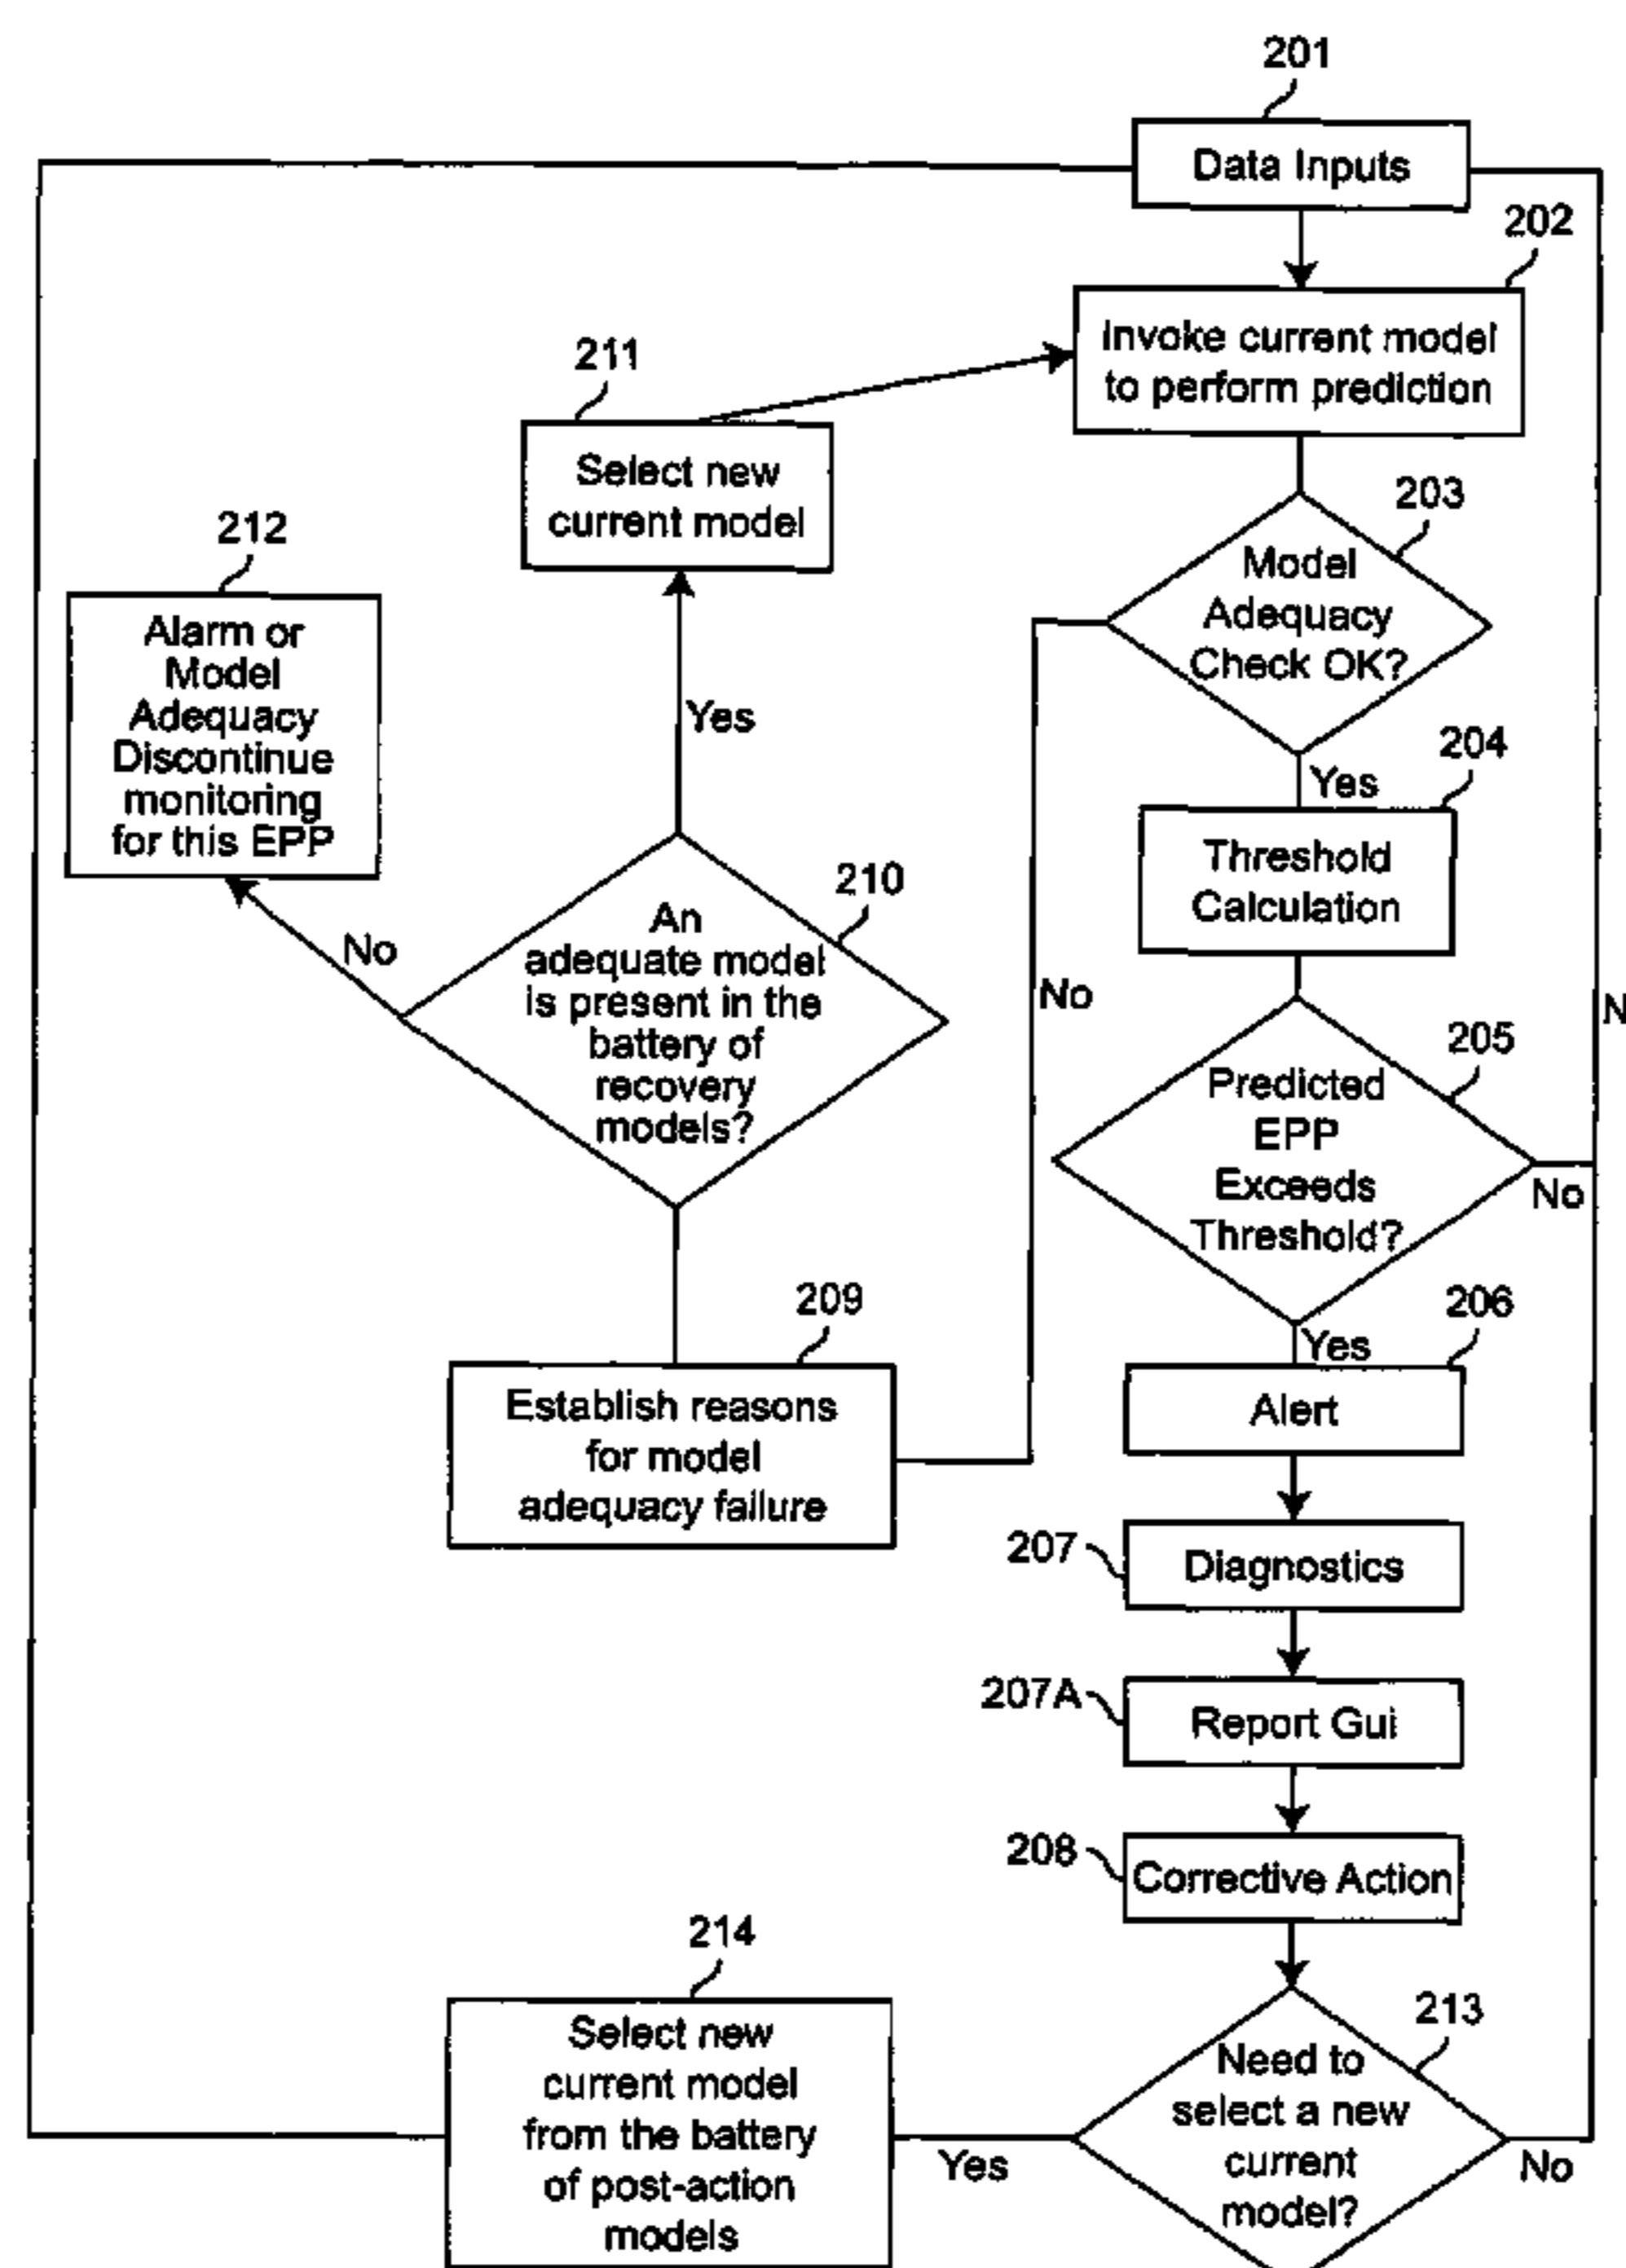 201
Data Inputs
202
Invoke current model
to perform prediction
211
Select new
current model
203
Model
Adequacy
Check OK?
212
Alarm or
Model
Adequacy
Discontinue
monitoring
for this EPP
Yes
204
Yes
Threshold
Calculation
210
An
adequate model
is present in the
battery of
recovery
models?
No
No
N
205
Predicted
EPP
Exceeds
Threshold?
No
209
Establish reasons
for model
adequacy failure
206
Yes
Alert
207
Diagnostics
207A
Report Gui
208
Corrective Action
214
Select new
current model
from the battery
of post-action
models
Yes
213
Need to
select a new
current
model?
No